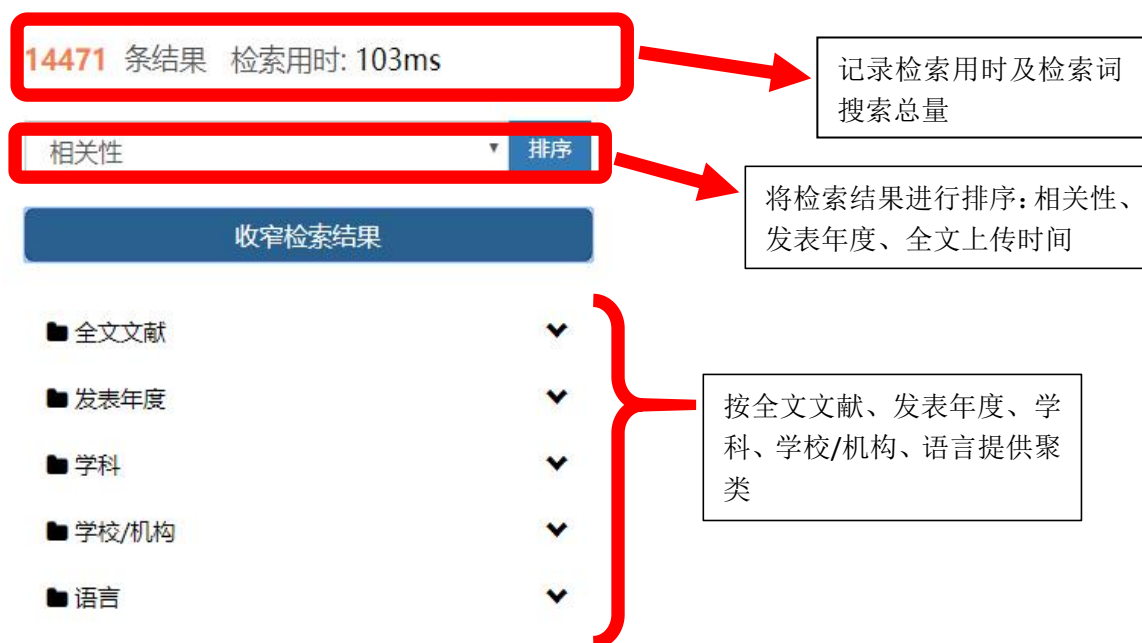 14471 条结果 检索用时: 103ms
记录检索用时及检索词
搜索总量
相关性
排序
将检索结果进行排序：相关性、
发表年度、全文上传时间
收窄检索结果
全文文献
发表年度
学科
学校/机构
语言
按全文文献、发表年度、学
科、学校/机构、语言提供聚
类